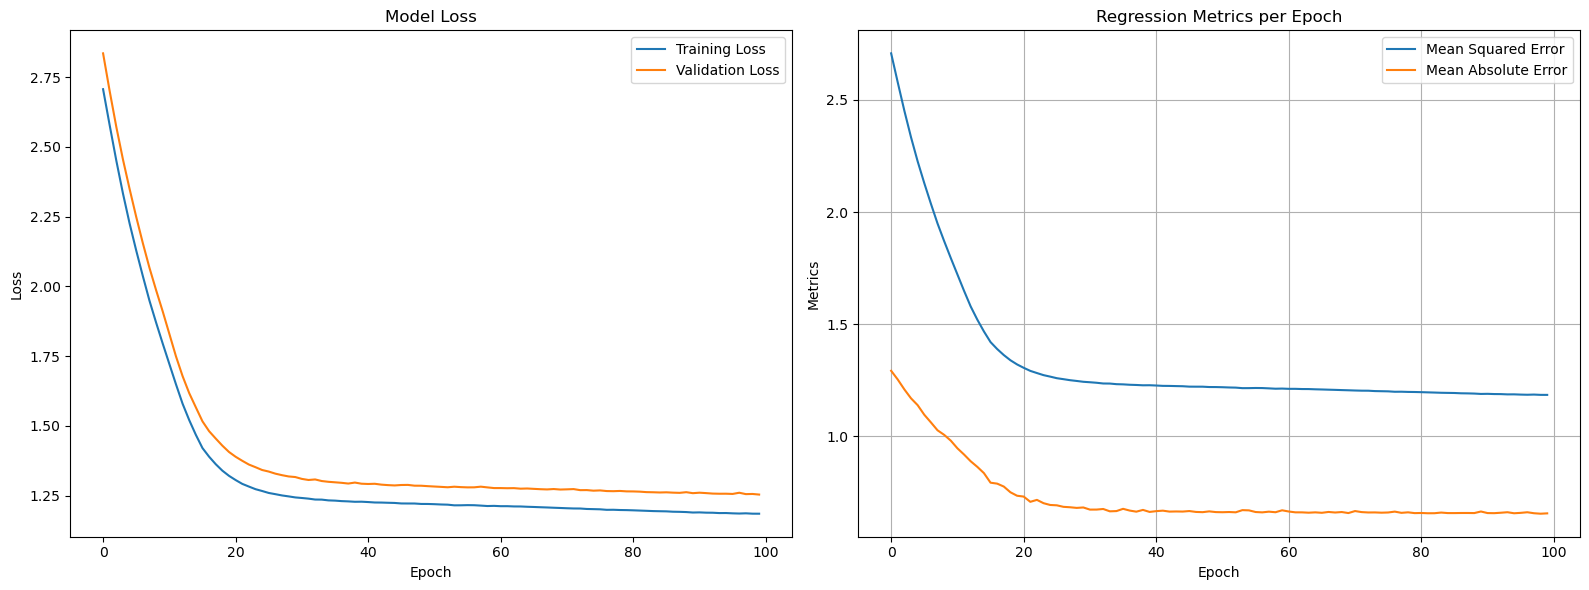 Model Loss
Training Loss
Validation Loss
2.75
2.50
2.25
2.00
1.75
1.50
1.25
Loss
0
20
40
60
80
100
Epoch
Regression Metrics per Epoch
Mean Squared Error
Mean Absolute Error
2.5
2.0
1.5
1.0
Metrics
0
20
40
60
80
100
Epoch